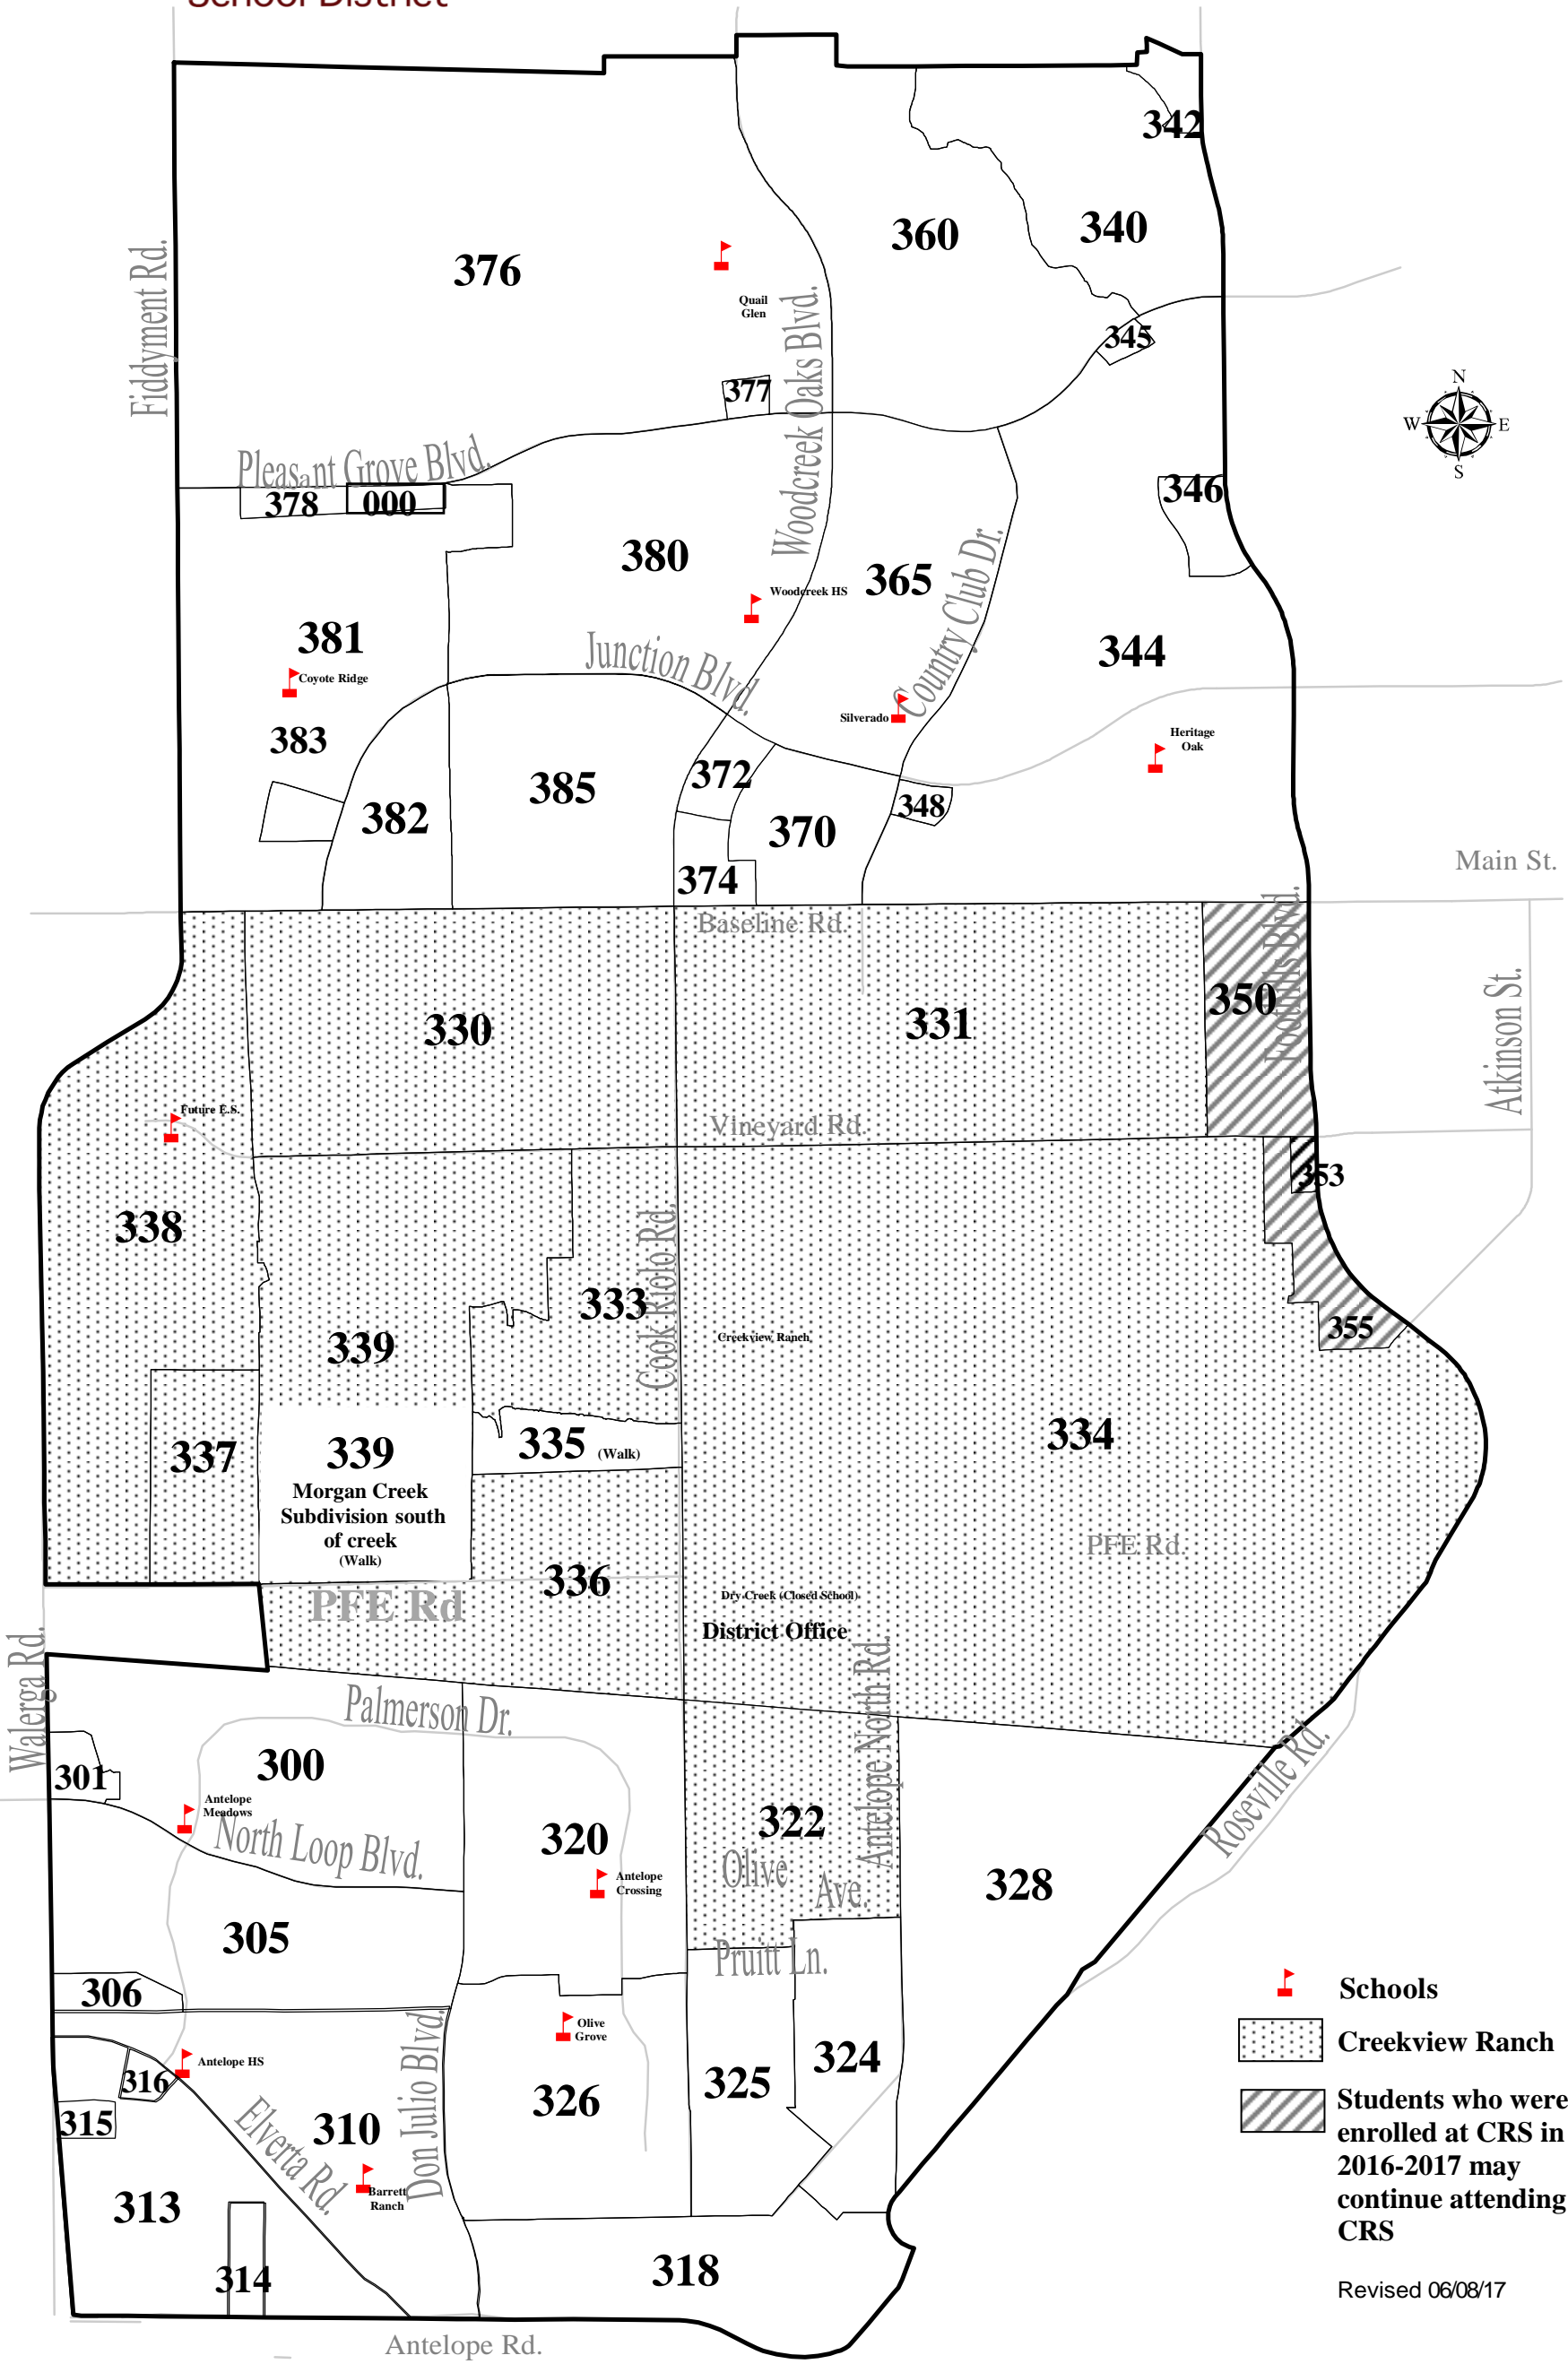 School District
342
360
340
376
Fiddyment Rd.
Quail
Glen
Woodcreek Oaks Blvd.
345
377
N
W E
S
Pleasant Grove Blvd.
378
000
346
380
365
Country Club Dr.
Woodcreek HS
381
Junction Blvd.
344
Coyote Ridge
Silverado
Heritage
Oak
383
372
385
348
382
370
374
Main St.
Baseline Rd.
Foothills Blvd.
350
Atkinson St.
330
331
Future E.S.
Vineyard Rd.
353
338
333
Cook Riolo Rd.
Creekview Ranch
355
339
334
335 (Walk)
337
339
Morgan Creek
Subdivision south
of creek
(Walk)
PFE Rd.
336
PFE Rd
Dry Creek (Closed School)
District Office
Walerga Rd.
Palmerson Dr.
Antelope North Rd.
Roseville Rd.
300
301
Antelope
Meadows
North Loop Blvd.
320
322
Olive
Ave.
Antelope
Crossing
328
305
Pruitt Ln.
306
Olive
Grove
Don Julio Blvd.
Antelope HS
316
324
325
326
315
310
Elverta Rd.
Barrett
Ranch
313
314
318
Antelope Rd.
Schools
Creekview Ranch
Students who were
enrolled at CRS in
2016-2017 may
continue attending
CRS
Revised 06/08/17